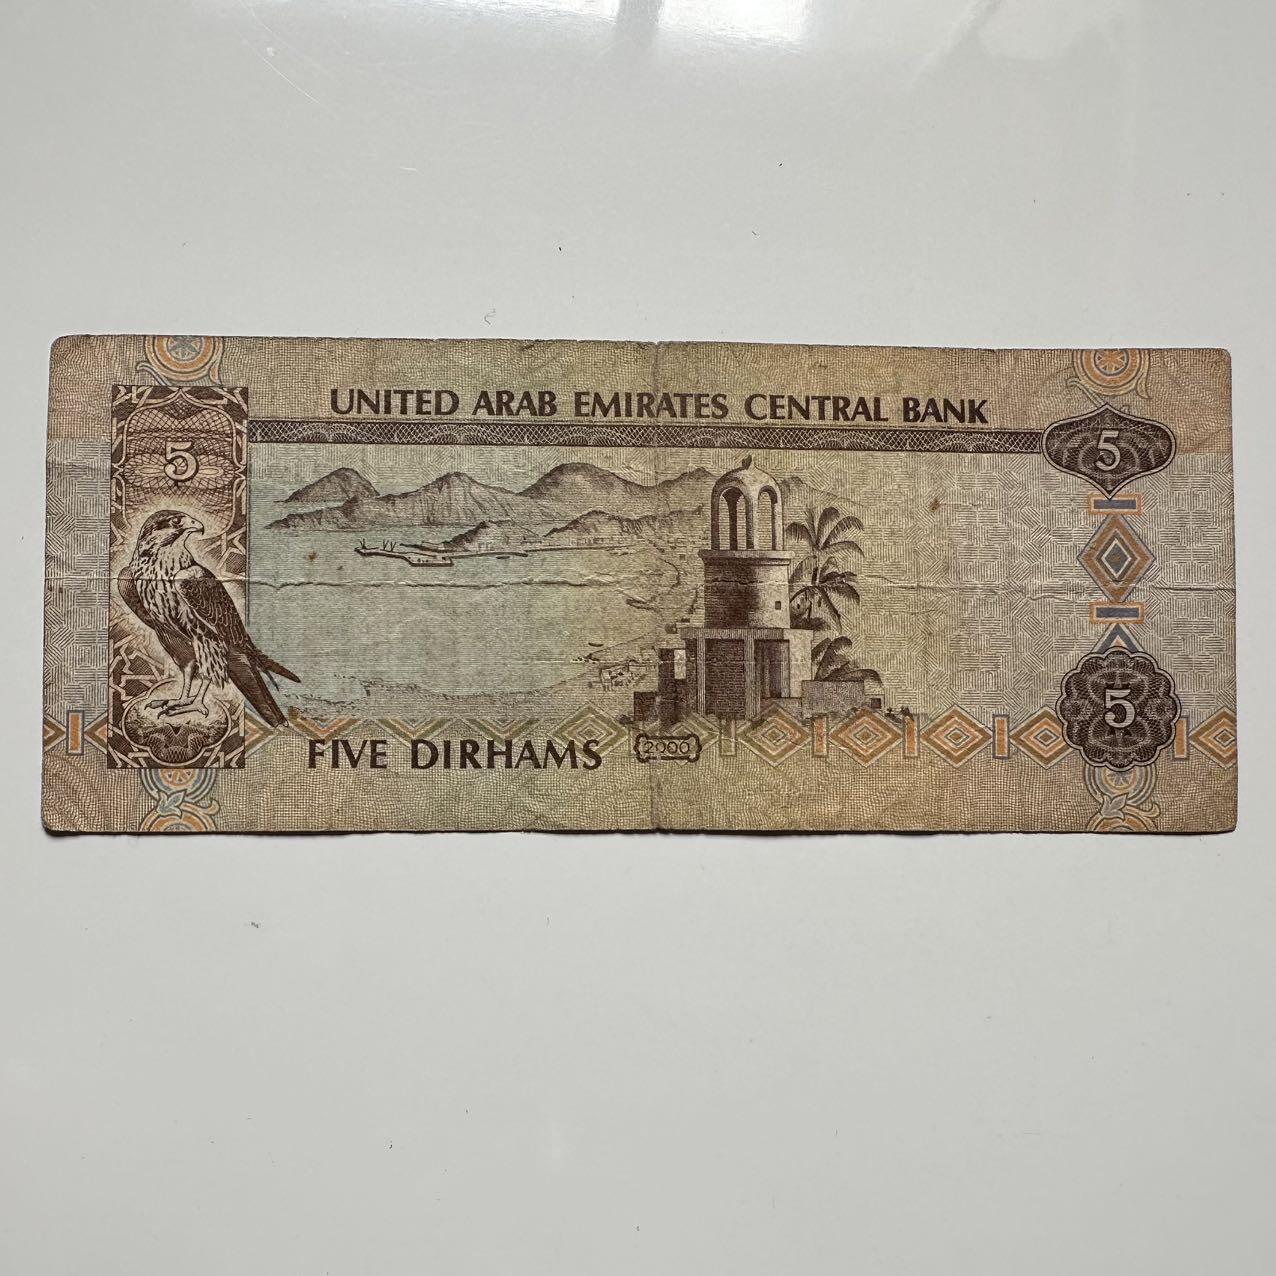 UNITED ARAB EMIRATES CENTRAL BANK
5
5
5
FIVE DIRHAMS
2000